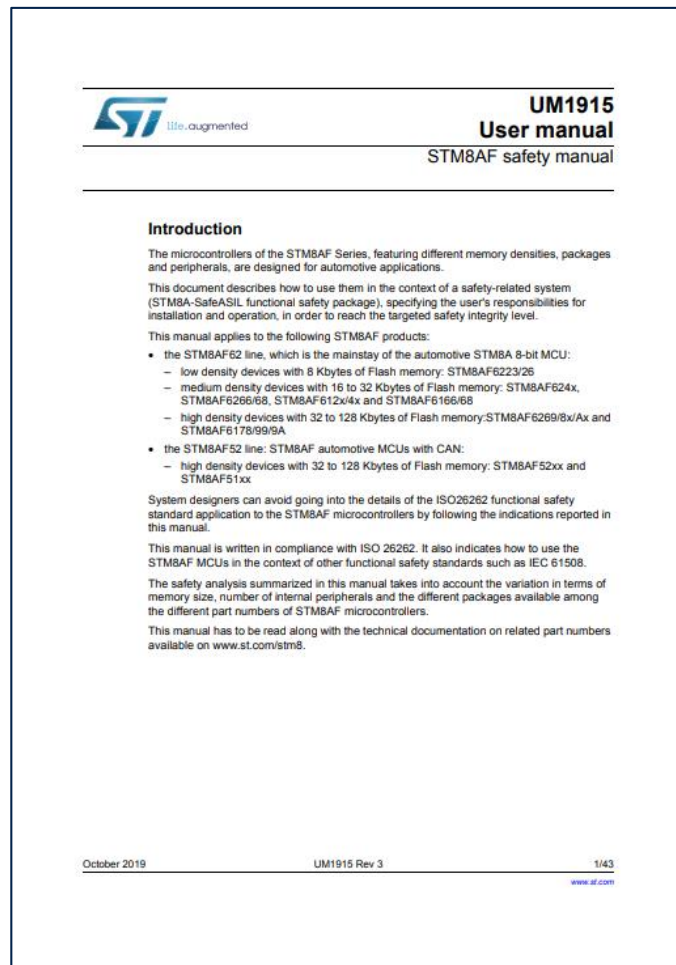 ST life.augmented
UM1915
User manual
STM8AF safety manual
Introduction
The microcontrollers of the STM8AF Series, featuring different memory densities, packages
and peripherals, are designed for automotive applications.
This document describes how to use them in the context of a safety-related system
(STM8A-SafeASIL functional safety package), specifying the user's responsibilities for
installation and operation, in order to reach the targeted safety integrity level.
This manual applies to the following STM8AF products:
• the STM8AF62 line, which is the mainstay of the automotive STM8A 8-bit MCU:
– low density devices with 8 Kbytes of Flash memory: STM8AF6223/26
– medium density devices with 16 to 32 Kbytes of Flash memory: STM8AF624x,
STM8AF6266/68, STM8AF612x/4x and STM8AF6166/68
– high density devices with 32 to 128 Kbytes of Flash memory:STM8AF6269/8x/Ax and
STM8AF6178/99/9A
• the STM8AF52 line: STM8AF automotive MCUs with CAN:
– high density devices with 32 to 128 Kbytes of Flash memory: STM8AF52xx and
STM8AF51xx
System designers can avoid going into the details of the ISO26262 functional safety
standard application to the STM8AF microcontrollers by following the indications reported in
this manual.
This manual is written in compliance with ISO 26262. It also indicates how to use the
STM8AF MCUs in the context of other functional safety standards such as IEC 61508.
The safety analysis summarized in this manual takes into account the variation in terms of
memory size, number of internal peripherals and the different packages available among
the different part numbers of STM8AF microcontrollers.
This manual has to be read along with the technical documentation on related part numbers
available on www.st.com/stm8.
October 2019 UM1915 Rev 3 1/43
www.st.com